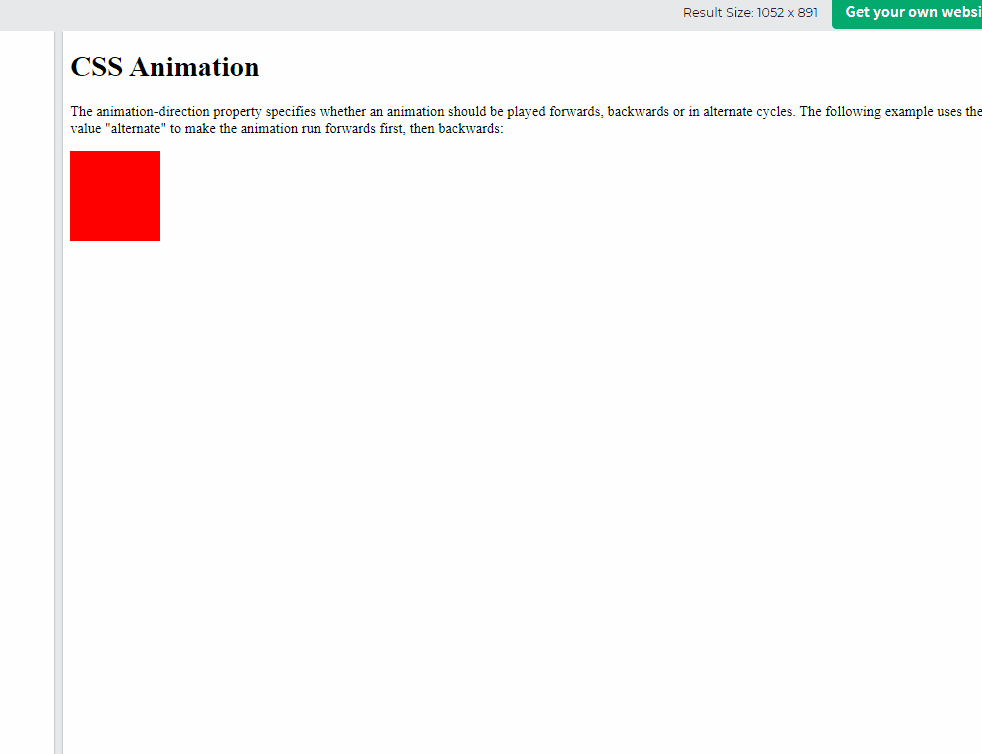 Result Size: 1052 x 891
Get your own websi
CSS Animation
The animation-direction property specifies whether an animation should be played forwards, backwards or in alternate cycles. The following example uses the
value "alternate" to make the animation run forwards first, then backwards: